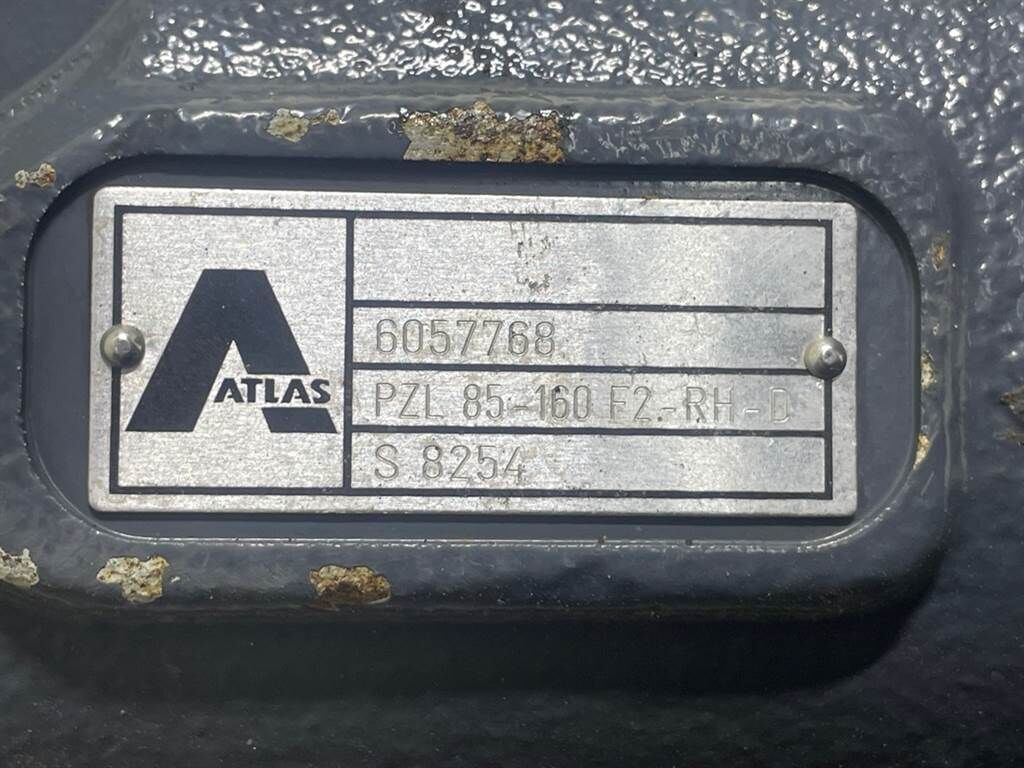 ATLAS
6057768
PZL 85-160 F2.-RH-D
S 8254